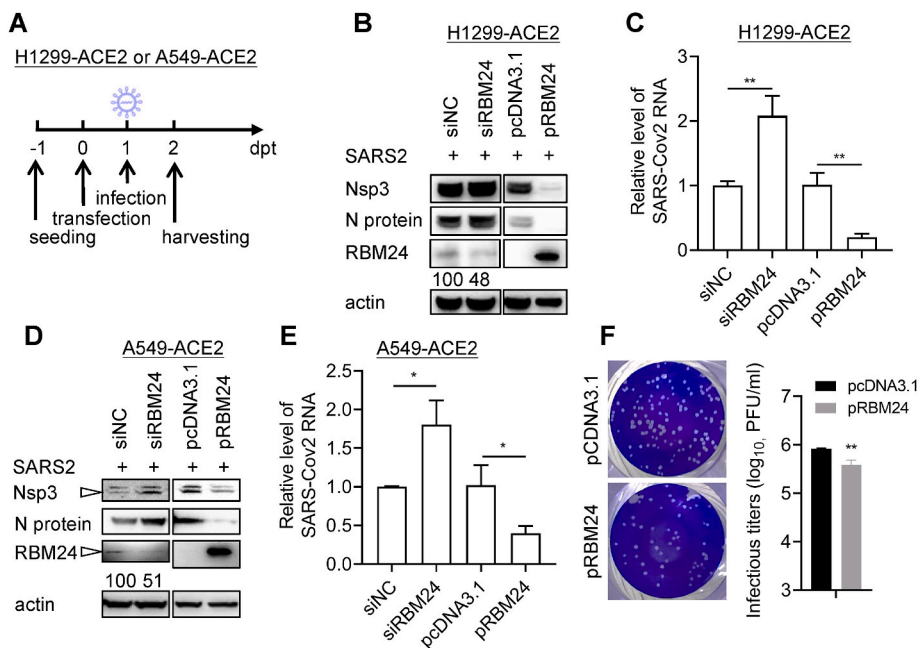 A
H1299-ACE2 or A549-ACE2
-1 0 1 2 dpt
infection
transfection
seeding harvesting
B
H1299-ACE2
siNC siRBM24 pcDNA3.1 pRBM24
SARS2 + + + +
Nsp3
N protein
RBM24
100 48
actin
C
H1299-ACE2
Relative level of
SARS-Cov2 RNA
3
2
1
0
** **
siNC siRBM24 pcDNA3.1 pRBM24
D
A549-ACE2
siNC siRBM24 pcDNA3.1 pRBM24
SARS2 + + + +
Nsp3
N protein
RBM24
100 51
actin
E
A549-ACE2
Relative level of
SARS-Cov2 RNA
2.5
2.0
1.5
1.0
0.5
0.0
* *
siNC siRBM24 pcDNA3.1 pRBM24
F
pCDNA3.1
pRBM24
pcDNA3.1
pRBM24
Infectious titers (log10, PFU/ml)
7
6
5
4
3
**